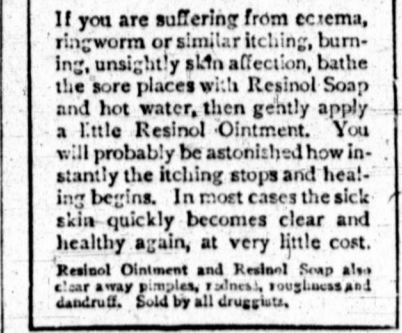 If you are suffering from eczema,
ringworm or similar itching, burn-
ing, unsightly skin affection, bathe
the sore places with Resinol Soap
and hot water, then gently apply
a little Resinol Ointment. You
will probably be astonished how in-
stantly the itching stops and heal-
ing begins. In most cases the sick
skin quickly becomes clear and
healthy again, at very little cost.
Resinol Ointment and Resinol Soap also
clear away pimples, redness, roughness and
dandruff. Sold by all druggists.